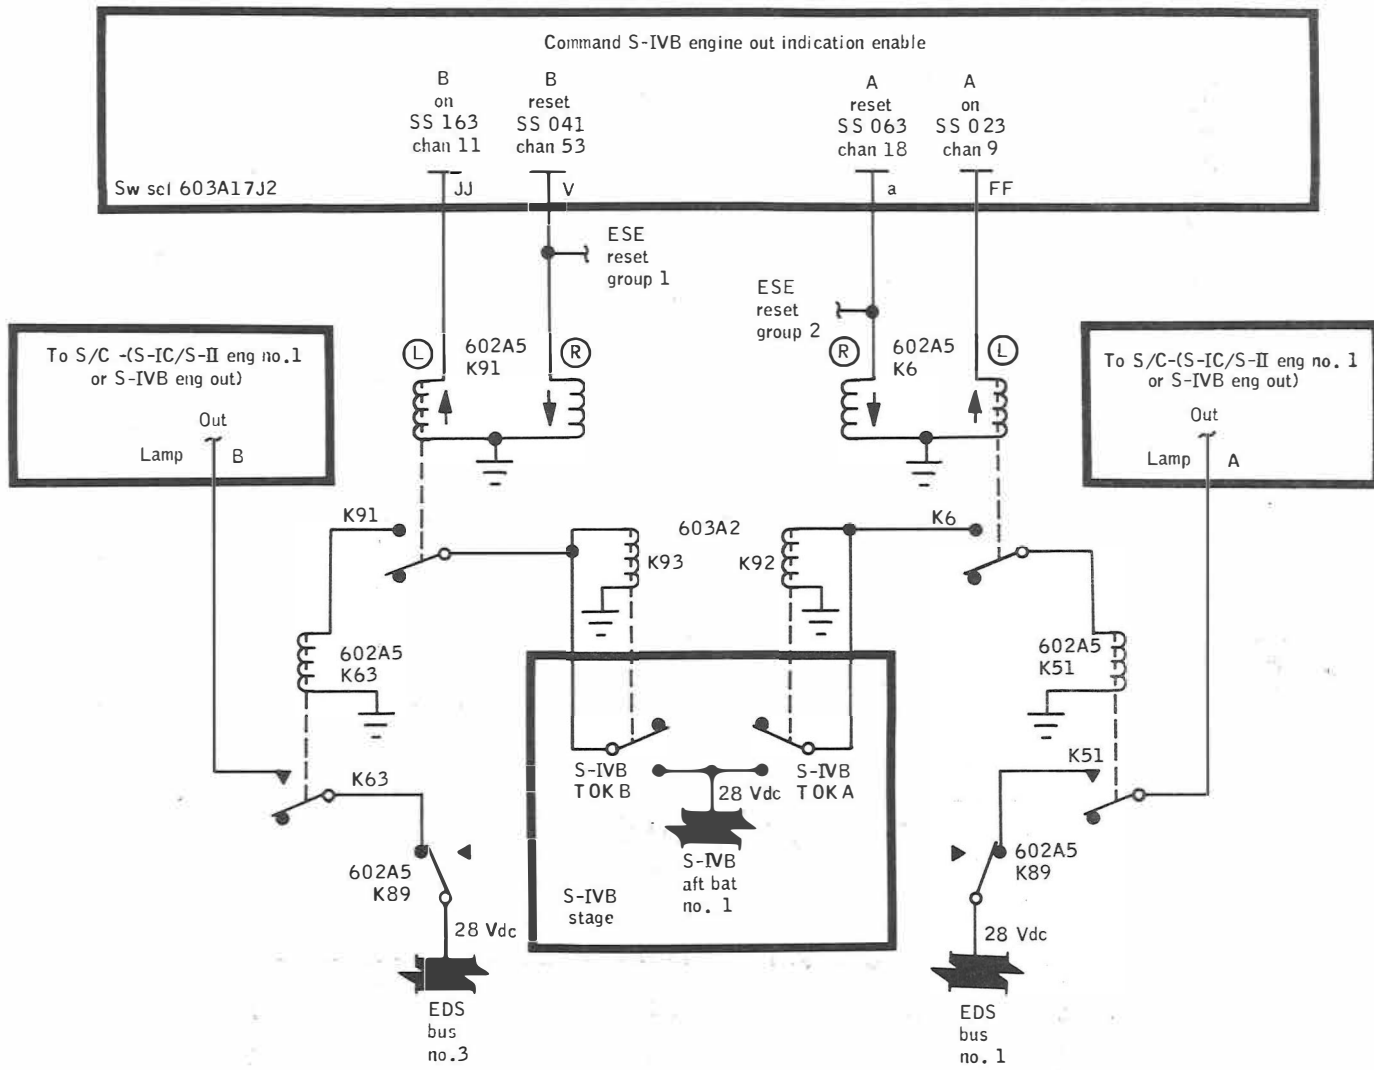 Command S-IVB engine out indication enable
B
on
SS 163
chan 11
B
reset
SS 041
chan 53
A
reset
SS 063
chan 18
A
on
SS 023
chan 9
Sw sel 603A17J2
JJ
V
a
FF
ESE
reset
group 1
ESE
reset
group 2
To S/C -(S-IC/S-II eng no.1
or S-IVB eng out)
Out
Lamp B
L
602A5
K91
R
R
602A5
K6
L
To S/C-(S-IC/S-II eng no. 1
or S-IVB eng out)
Out
Lamp A
K91
603A2
K93
K92
K6
602A5
K63
602A5
K51
K63
K51
S-IVB
TOK B
28 Vdc
S-IVB
TOK A
S-IVB
aft bat
no. 1
S-IVB
stage
602A5
K89
28 Vdc
EDS
bus
no.3
602A5
K89
28 Vdc
EDS
bus
no. 1